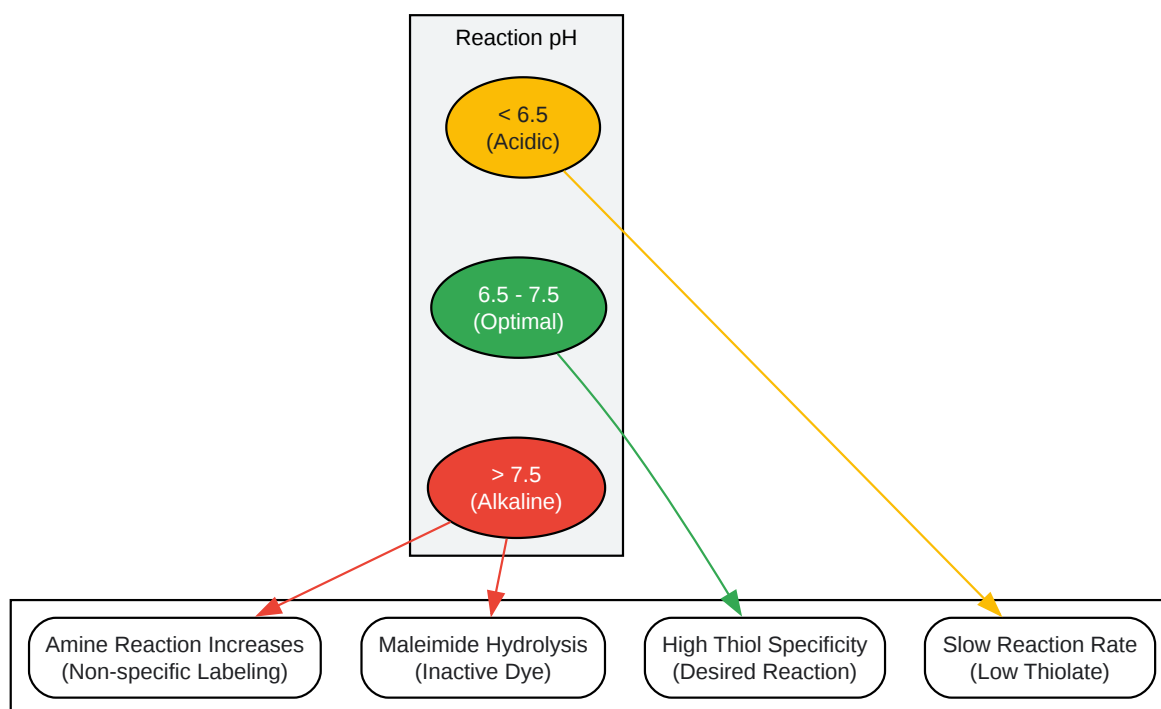 Reaction pH
< 6.5
(Acidic)
6.5 - 7.5
(Optimal)
> 7.5
(Alkaline)
Amine Reaction Increases
(Non-specific Labeling)
Maleimide Hydrolysis
(Inactive Dye)
High Thiol Specificity
(Desired Reaction)
Slow Reaction Rate
(Low Thiolate)